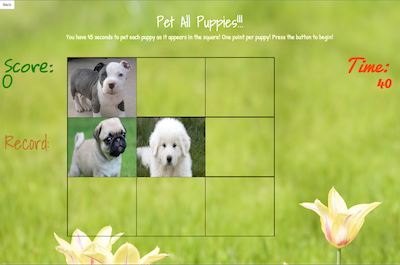 Back
Pet All Puppies!!!
You have 45 seconds to pet each puppy as it appears in the square! One point per puppy! Press the button to begin!
Score:
0
Time:
40
Record: